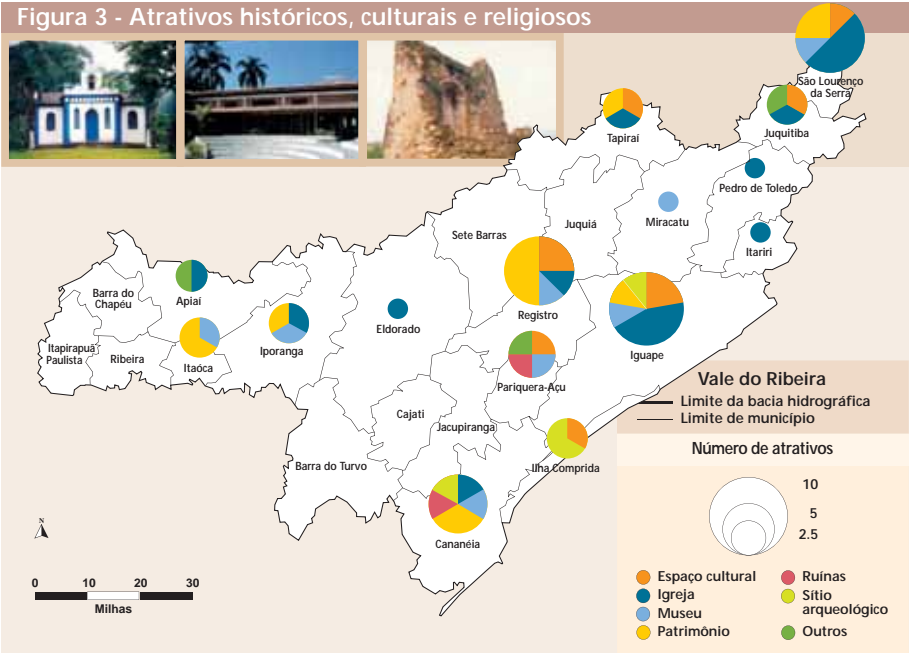 Figura 3 - Atrativos históricos, culturais e religiosos
São Lourenço
da Serra
Tapiraí
Juquitiba
Pedro de Toledo
Miracatu
Juquiá
Sete Barras
Itariri
Barra do
Chapéu
Apiaí
Registro
Eldorado
Iguape
Iporanga
Itapirapuã
Paulista
Ribeira
Itaóca
Pariquera-Açu
Cajati
Jacupiranga
Barra do Turvo
Ilha Comprida
Cananéia
N
0 10 20 30
Milhas
Vale do Ribeira
Limite da bacia hidrográfica
Limite de município
Número de atrativos
10
5
2.5
Espaço cultural
Igreja
Museu
Patrimônio
Ruínas
Sítio
arqueológico
Outros